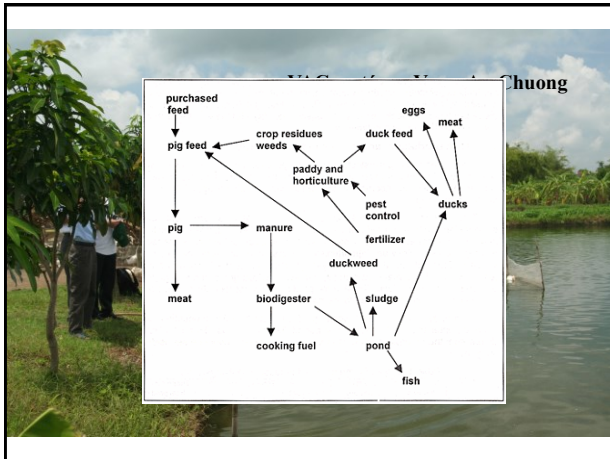 Chuong
purchased
feed
pig feed
crop residues
weeds
duck feed
eggs
meat
paddy and
horticulture
pest
control
ducks
fertilizer
pig
manure
duckweed
meat
biodigester
sludge
cooking fuel
pond
fish